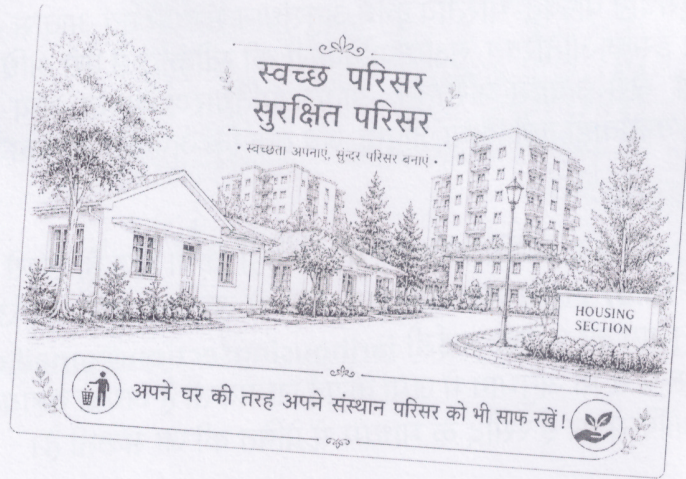 स्वच्छ परिसर
सुरक्षित परिसर
• स्वच्छता अपनाएं, सुंन्दर परिसर बनाएं •
HOUSING
SECTION
अपने घर की तरह अपने संस्थान परिसर को भी साफ रखें !